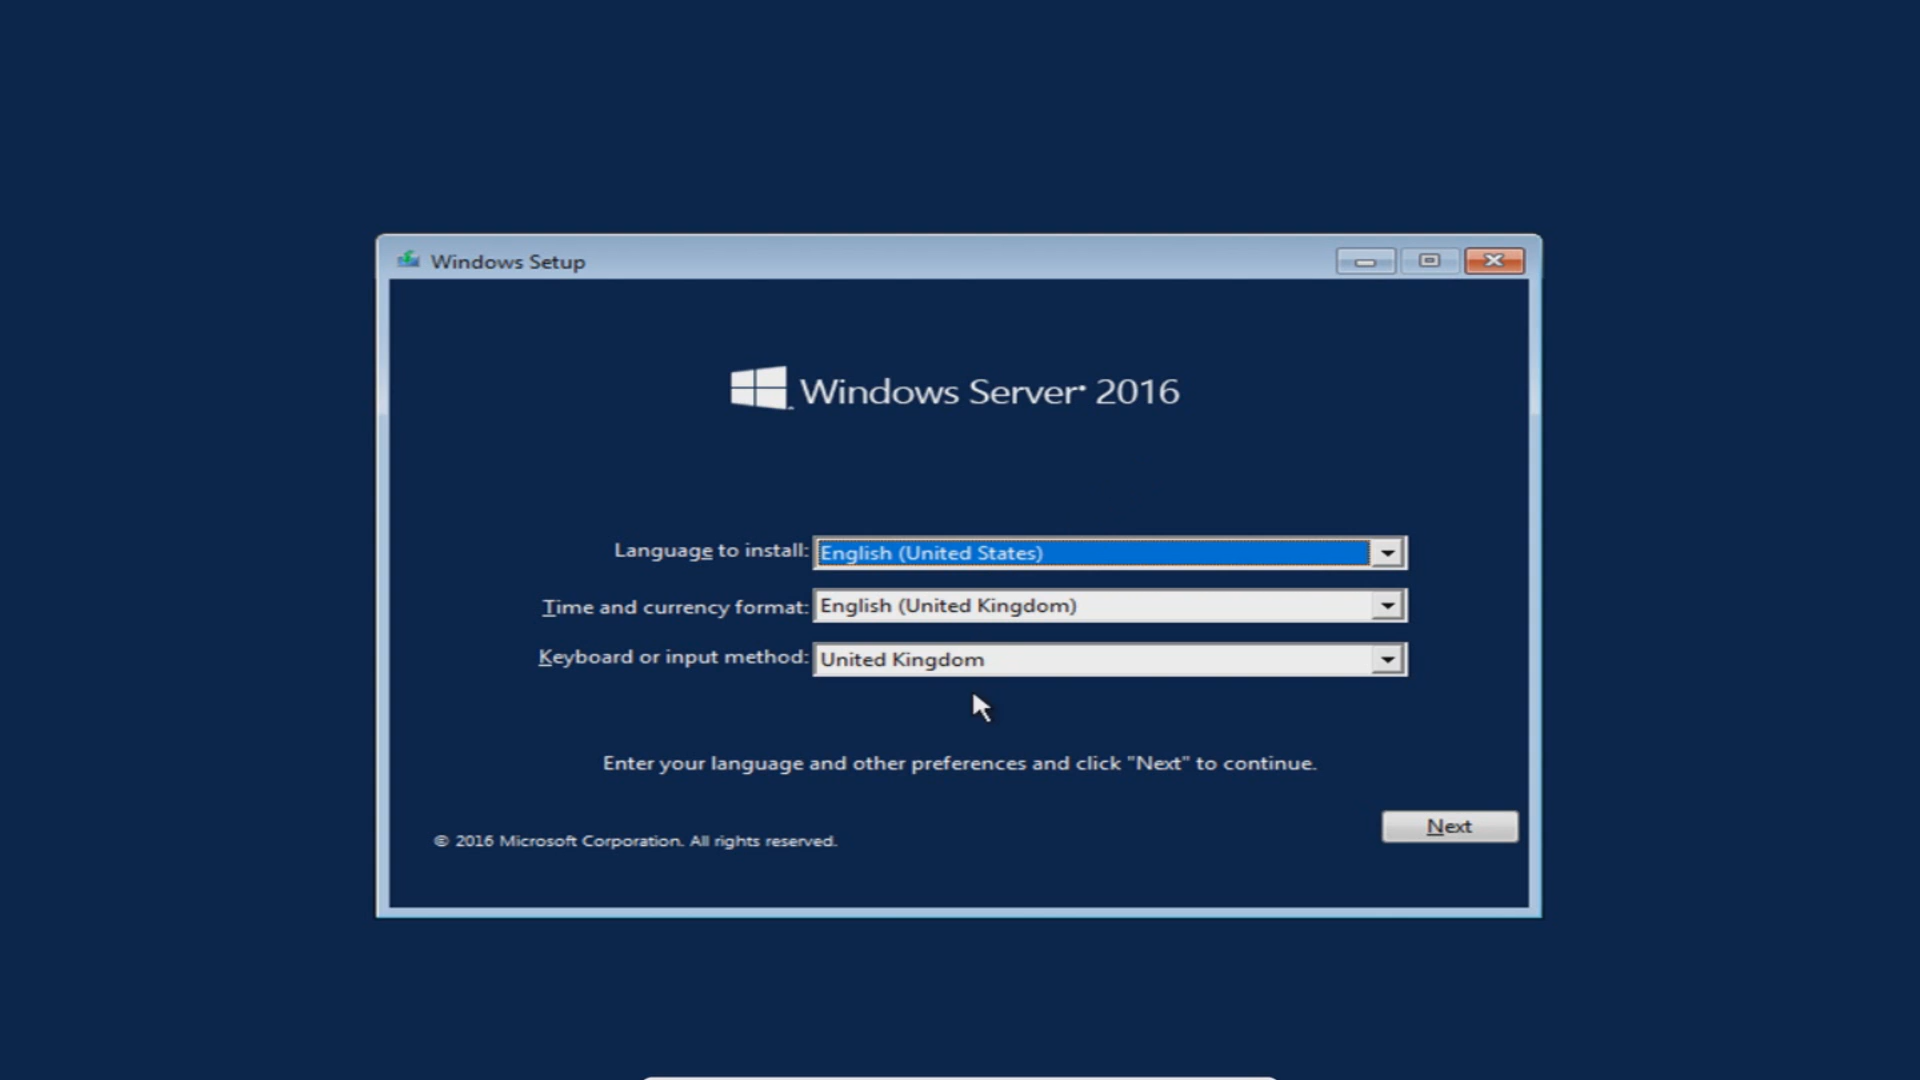 Windows Setup
Windows Server® 2016
Language to install: English (United States)
Time and currency format: English (United Kingdom)
Keyboard or input method: United Kingdom
Enter your language and other preferences and click "Next" to continue.
Next
© 2016 Microsoft Corporation. All rights reserved.